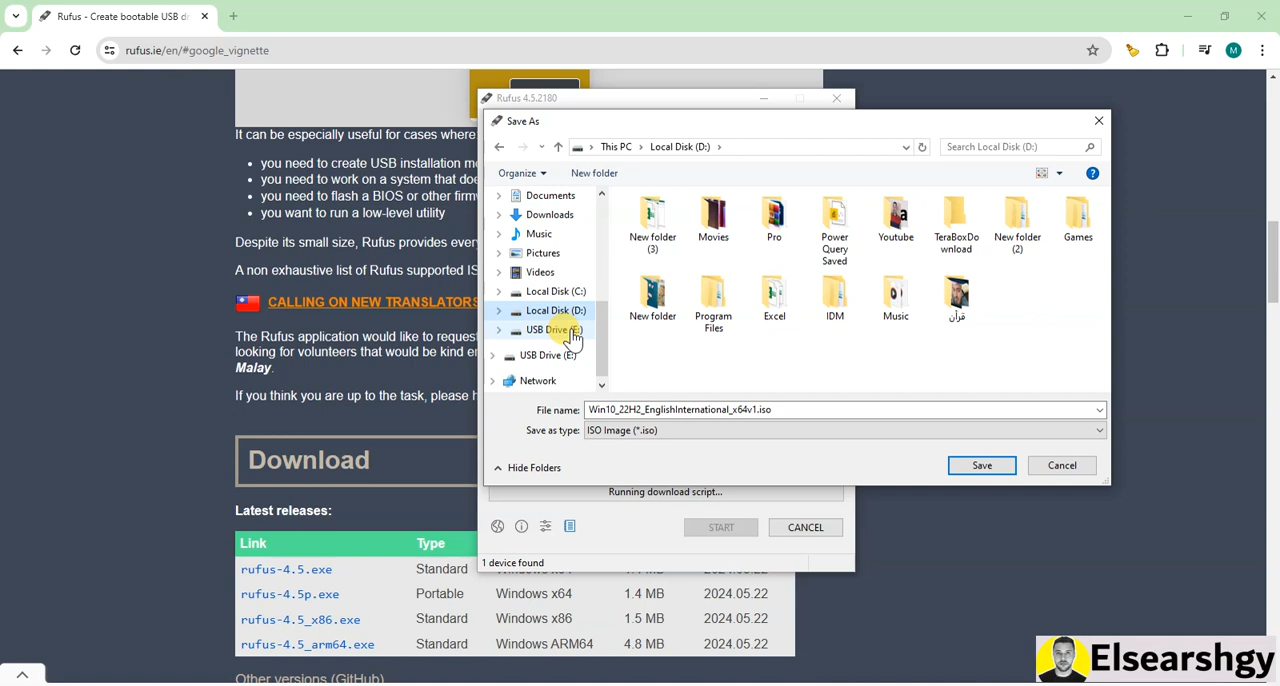 Rufus - Create bootable USB dr
rufus.ie/en/#google_vignette
M
Rufus 4.5.2180
Save As
This PC
Local Disk (D:)
Search Local Disk (D:)
Organize
New folder
Documents
Downloads
Music
Pictures
Videos
Local Disk (C:)
Local Disk (D:)
USB Drive (E:)
USB Drive (E:)
Network
New folder (3)
Movies
Pro
Power Query Saved
Youtube
TeraBoxDownload
New folder (2)
Games
New folder
Program Files
Excel
IDM
Music
قرآن
File name:
Win10_22H2_EnglishInternational_x64v1.iso
Save as type:
ISO Image (*.iso)
Hide Folders
Save
Cancel
Running download script...
START
CANCEL
1 device found
It can be especially useful for cases where
you need to create USB installation m
you need to work on a system that doe
you need to flash a BIOS or other firm
you want to run a low-level utility
Despite its small size, Rufus provides ever
A non exhaustive list of Rufus supported IS
CALLING ON NEW TRANSLATORS
The Rufus application would like to request
looking for volunteers that would be kind e
Malay.
If you think you are up to the task, please h
Download
Latest releases:
Link
Type
rufus-4.5.exe
Standard
rufus-4.5p.exe
Portable
Windows x64
1.4 MB
2024.05.22
rufus-4.5_x86.exe
Standard
Windows x86
1.5 MB
2024.05.22
rufus-4.5_arm64.exe
Standard
Windows ARM64
4.8 MB
2024.05.22
Other versions (GitHub)
Elsearshgy